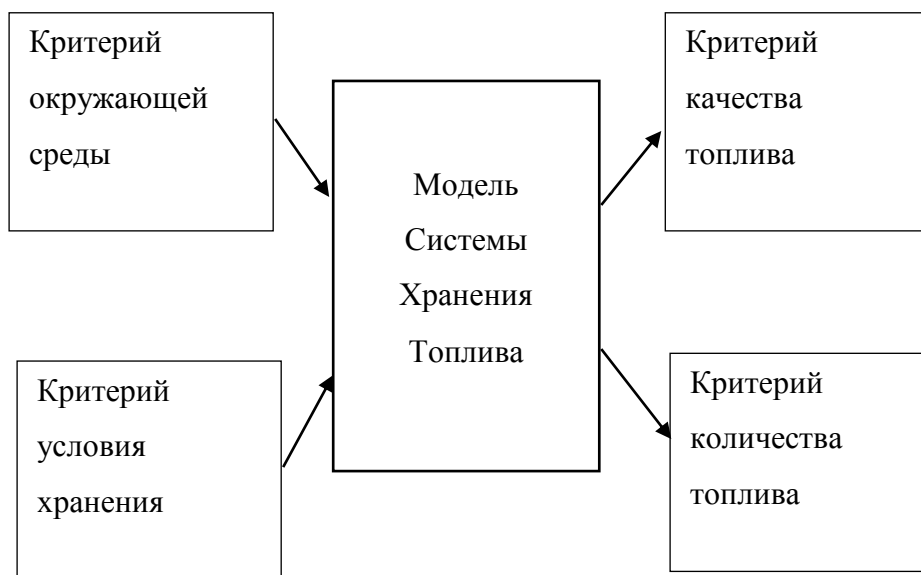 Критерий
окружающей
среды
Критерий
условия
хранения
Модель
Системы
Хранения
Топлива
Критерий
качества
топлива
Критерий
количества
топлива